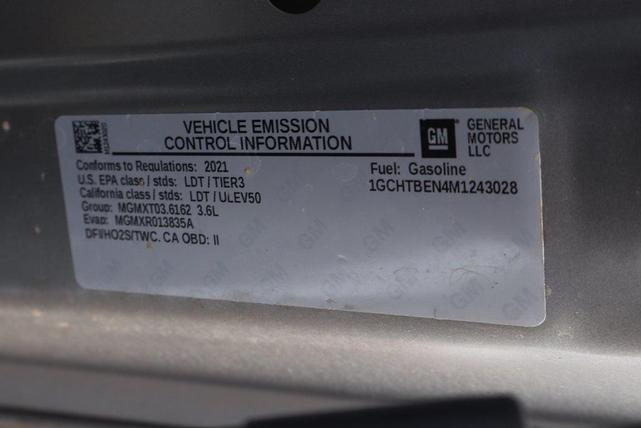 VEHICLE EMISSION
CONTROL INFORMATION
GM
GENERAL
MOTORS
LLC
Conforms to Regulations: 2021
U.S. EPA class / stds: LDT / TIER3
California class / stds: LDT / ULEV50
Group: MGMXT03.6162 3.6L
Evap: MGMXR013835A
DFI/HO2S/TWC. CA OBD: II
Fuel: Gasoline
1GCHTBEN4M1243028